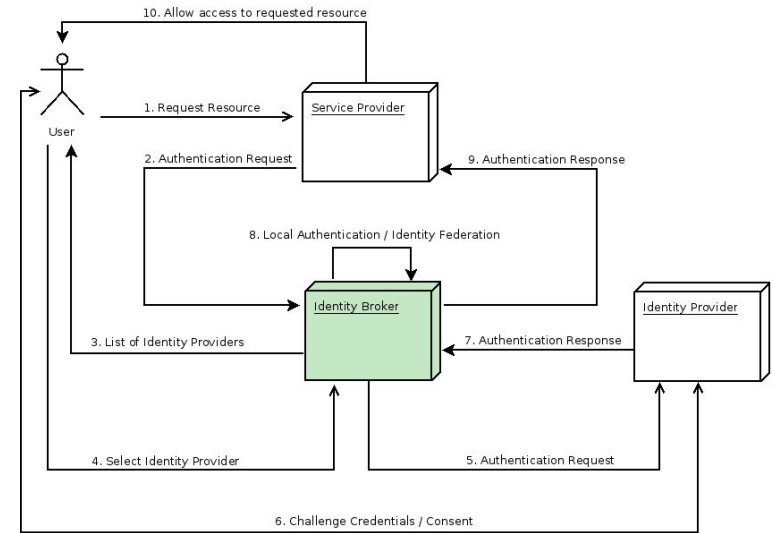 10. Allow access to requested resource
1. Request Resource
Service Provider
User
2. Authentication Request
9. Authentication Response
8. Local Authentication / Identity Federation
Identity Broker
Identity Provider
3. List of Identity Providers
7. Authentication Response
4. Select Identity Provider
5. Authentication Request
6. Challenge Credentials / Consent